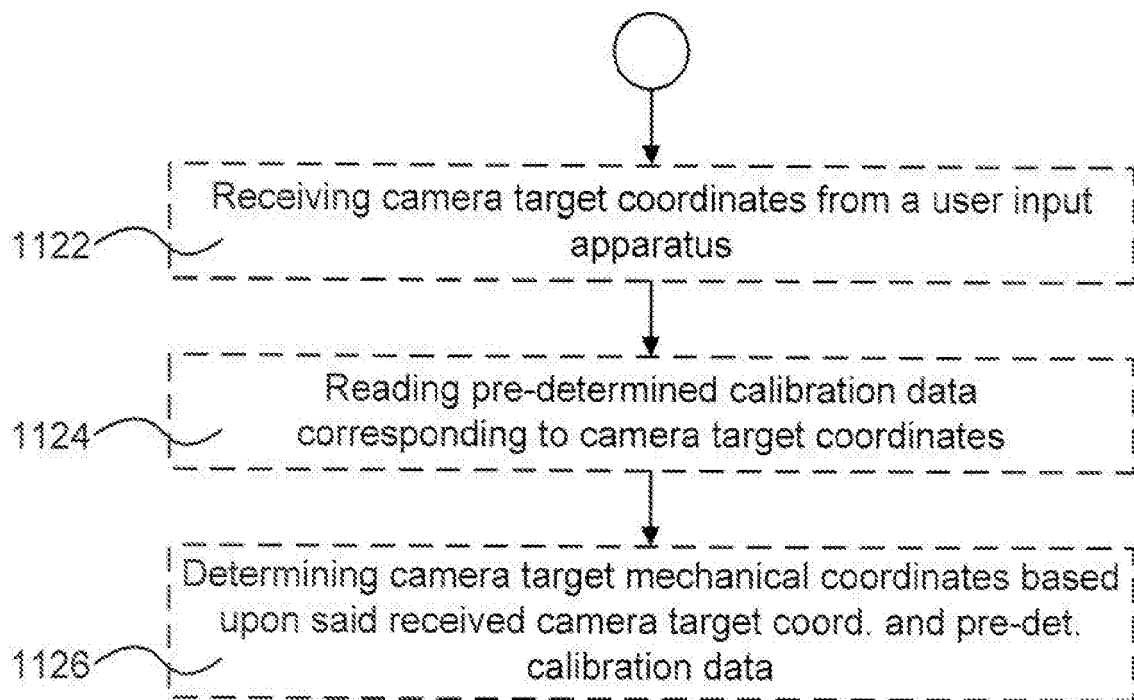 Receiving camera target coordinates from a user input
apparatus
1122
Reading pre-determined calibration data
corresponding to camera target coordinates
1124
Determining camera target mechanical coordinates based
upon said received camera target coord. and pre-det.
calibration data
1126